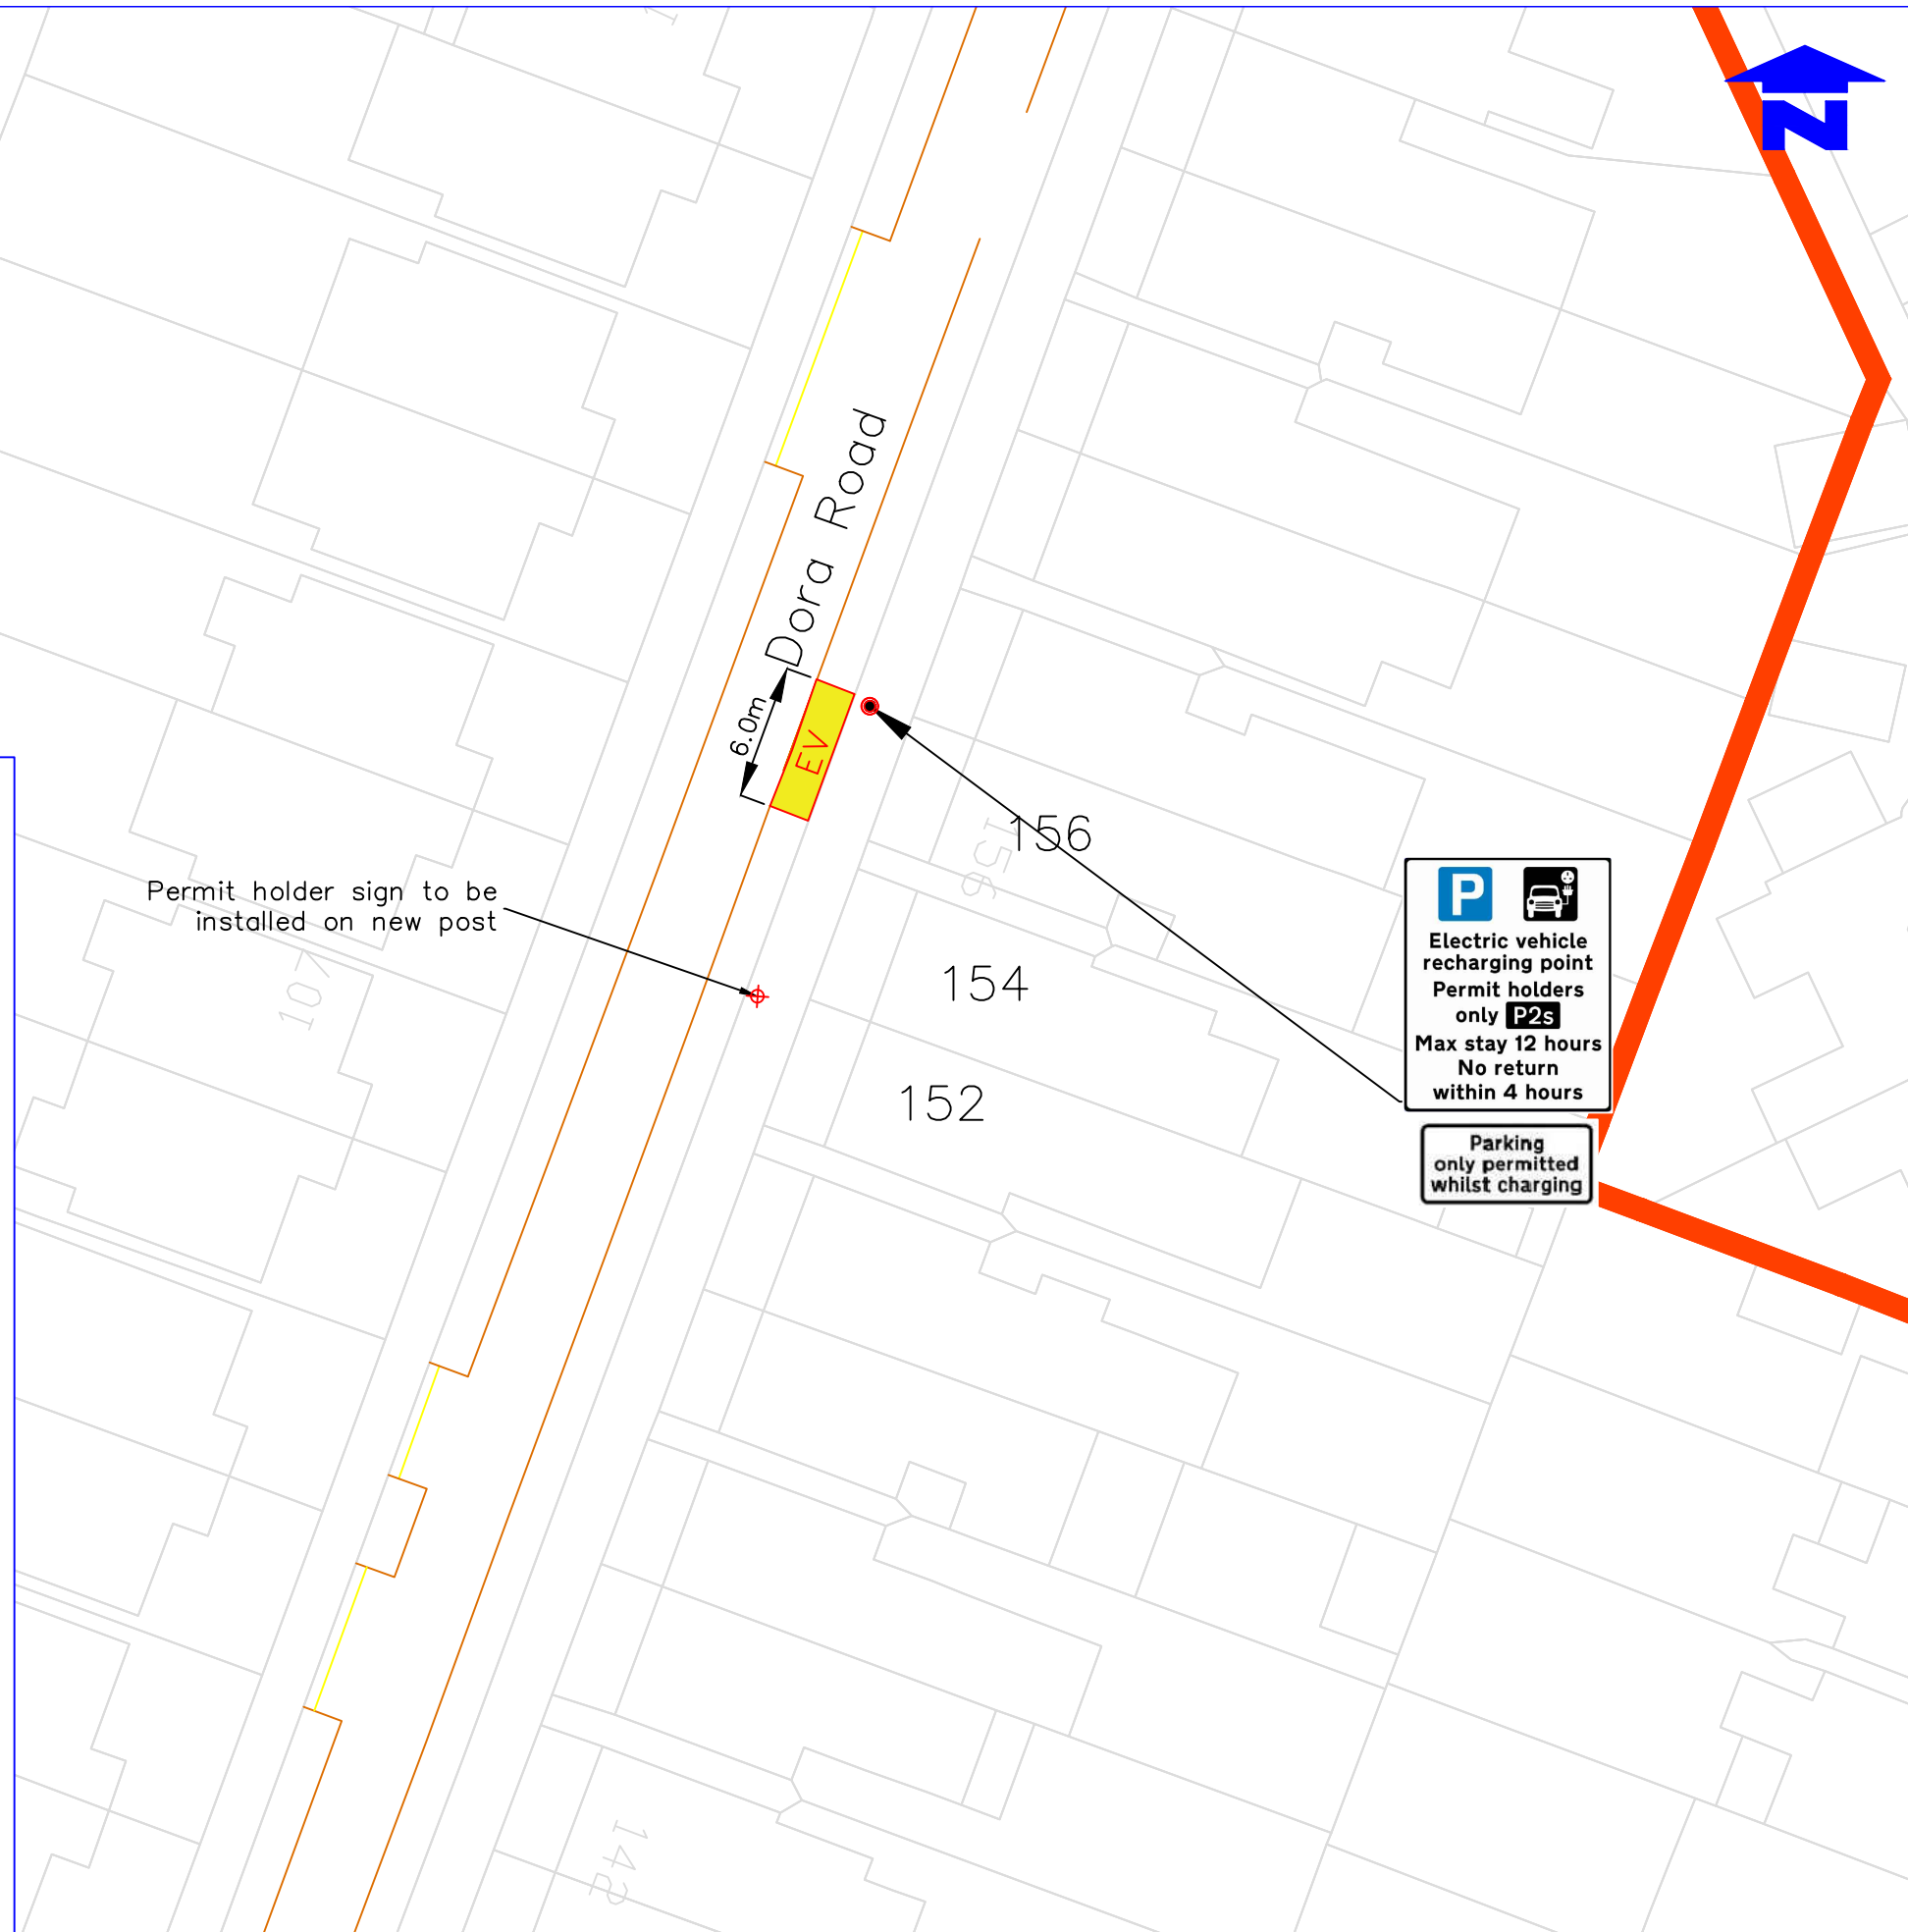 N
Dora Road
6.0m
EV
156
156
Permit holder sign to be
installed on new post
107
154
152
P
Electric vehicle
recharging point
Permit holders
only P2s
Max stay 12 hours
No return
within 4 hours
Parking
only permitted
whilst charging